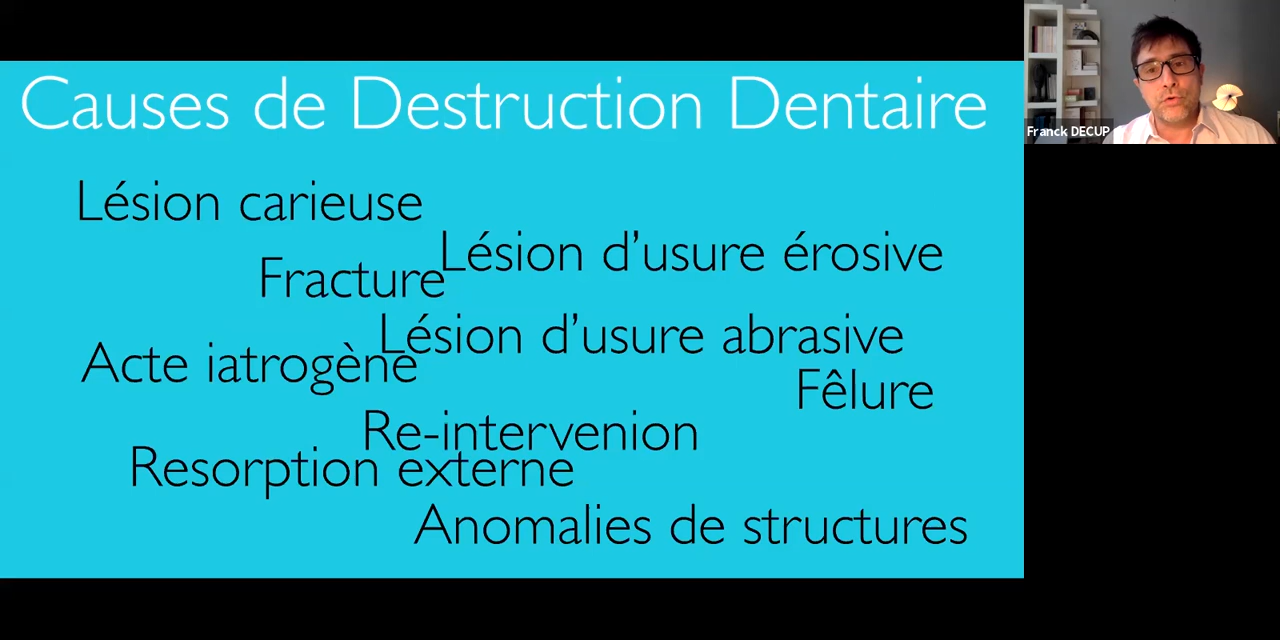 Causes de Destruction Dentaire
Franck DECUP
Lésion carieuse
Lésion d’usure érosive
Fracture
Lésion d’usure abrasive
Acte iatrogène
Fêlure
Re-intervenion
Resorption externe
Anomalies de structures